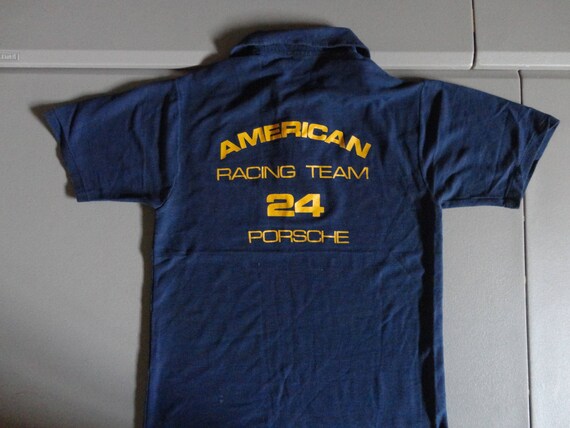 AMERICAN
RACING TEAM
24
PORSCHE